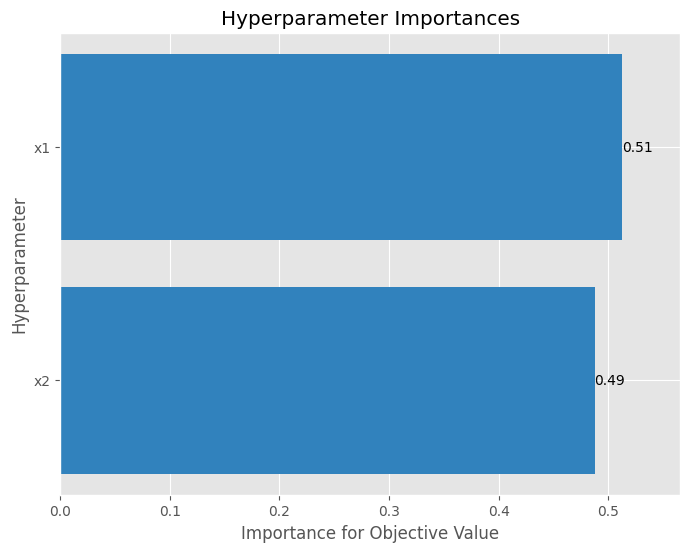 Hyperparameter Importances
Hyperparameter
x1
0.51
x2
0.49
0.0 0.1 0.2 0.3 0.4 0.5
Importance for Objective Value